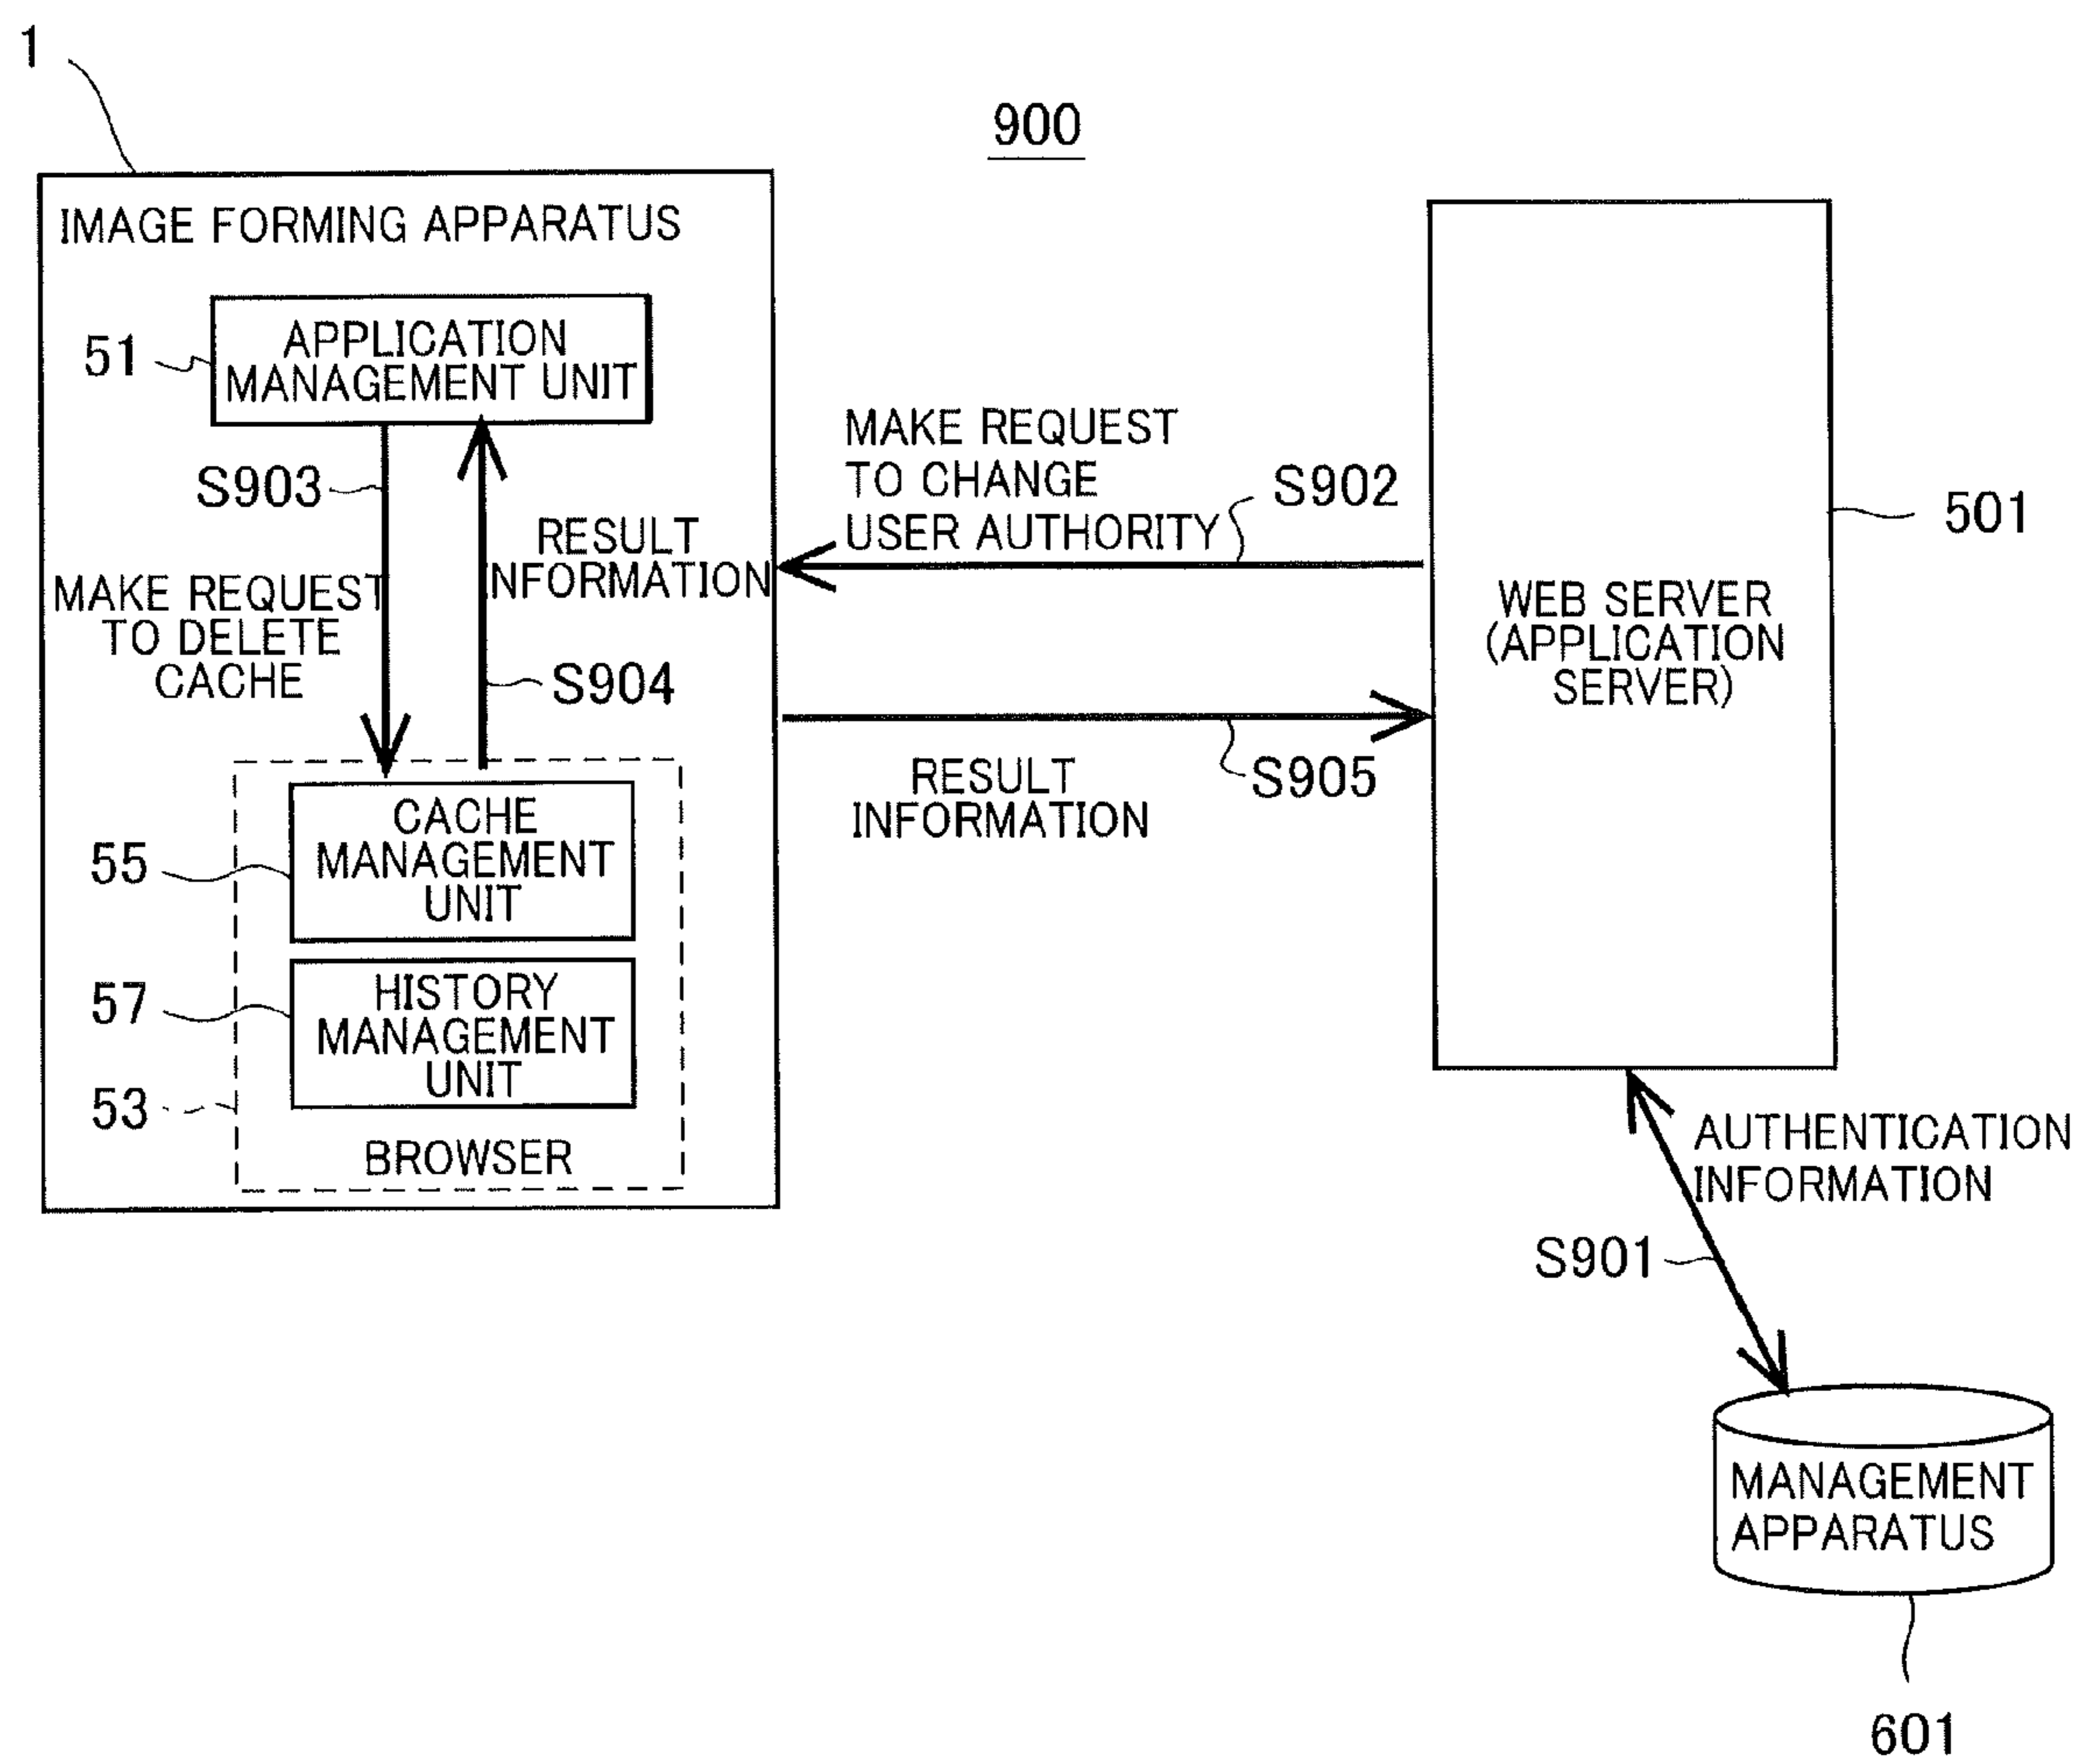 1
900
IMAGE FORMING APPARATUS
51
APPLICATION
MANAGEMENT UNIT
S903
MAKE REQUEST
TO DELETE
CACHE
RESULT
INFORMATION
S904
MAKE REQUEST
TO CHANGE
USER AUTHORITY
S902
RESULT
INFORMATION
S905
501
WEB SERVER
(APPLICATION
SERVER)
55
CACHE
MANAGEMENT
UNIT
57
HISTORY
MANAGEMENT
UNIT
53
BROWSER
AUTHENTICATION
INFORMATION
S901
MANAGEMENT
APPARATUS
601